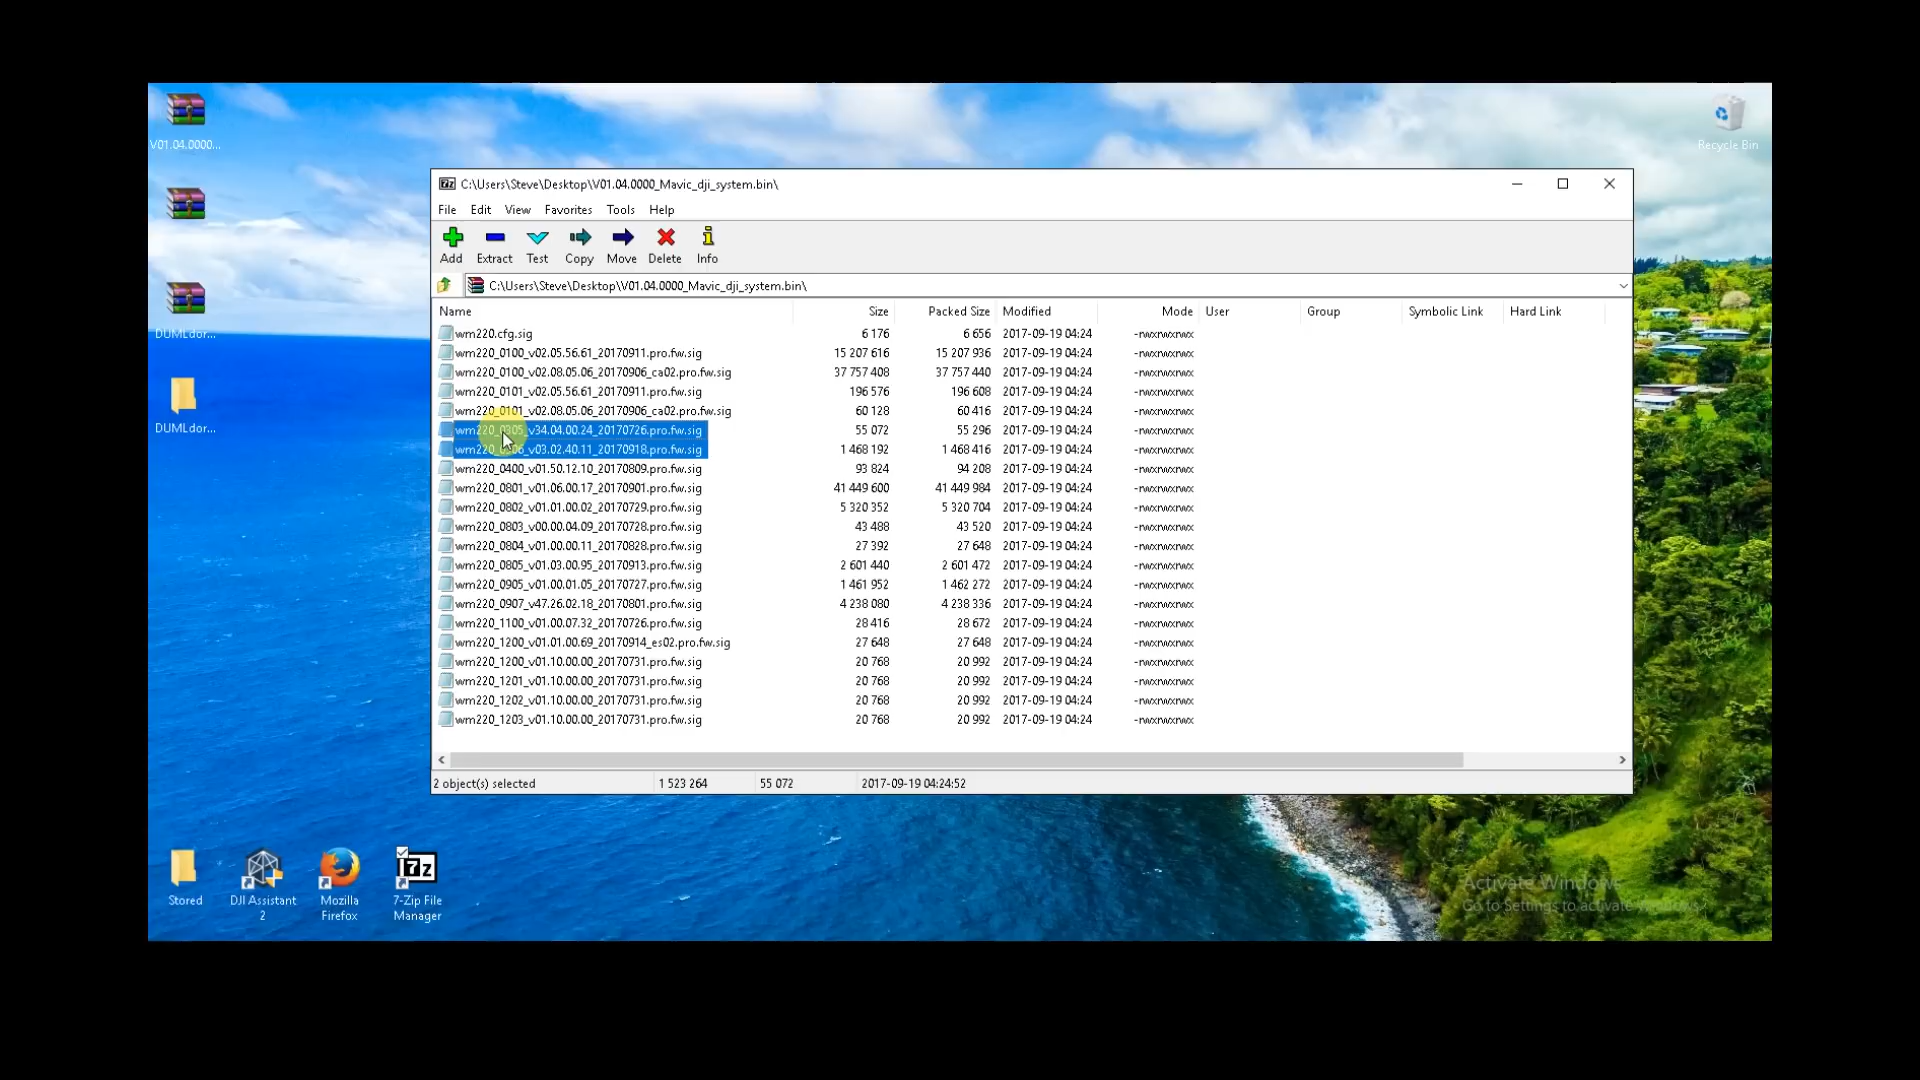 V01.04.0000...
DUMLdor...
DUMLdor...
Recycle Bin
C:\Users\Steve\Desktop\V01.04.0000_Mavic_dji_system.bin\
File Edit View Favorites Tools Help
Add Extract Test Copy Move Delete Info
C:\Users\Steve\Desktop\V01.04.0000_Mavic_dji_system.bin\
Name Size Packed Size Modified Mode User Group Symbolic Link Hard Link
wm220.cfg.sig 6 176 6 656 2017-09-19 04:24 -rwxrwxrwx
wm220_0100_v02.05.56.61_20170911.pro.fw.sig 15 207 616 15 207 936 2017-09-19 04:24 -rwxrwxrwx
wm220_0100_v02.08.05.06_20170906_ca02.pro.fw.sig 37 757 408 37 757 440 2017-09-19 04:24 -rwxrwxrwx
wm220_0101_v02.05.56.61_20170911.pro.fw.sig 196 576 196 608 2017-09-19 04:24 -rwxrwxrwx
wm220_0101_v02.08.05.06_20170906_ca02.pro.fw.sig 60 128 60 416 2017-09-19 04:24 -rwxrwxrwx
wm220_0305_v34.04.00.24_20170726.pro.fw.sig 55 072 55 296 2017-09-19 04:24 -rwxrwxrwx
wm220_0306_v03.02.40.11_20170918.pro.fw.sig 1 468 192 1 468 416 2017-09-19 04:24 -rwxrwxrwx
wm220_0400_v01.50.12.10_20170809.pro.fw.sig 93 824 94 208 2017-09-19 04:24 -rwxrwxrwx
wm220_0801_v01.06.00.17_20170901.pro.fw.sig 41 449 600 41 449 984 2017-09-19 04:24 -rwxrwxrwx
wm220_0802_v01.01.00.02_20170729.pro.fw.sig 5 320 352 5 320 704 2017-09-19 04:24 -rwxrwxrwx
wm220_0803_v00.00.04.09_20170728.pro.fw.sig 43 488 43 520 2017-09-19 04:24 -rwxrwxrwx
wm220_0804_v01.00.00.11_20170828.pro.fw.sig 27 392 27 648 2017-09-19 04:24 -rwxrwxrwx
wm220_0805_v01.03.00.95_20170913.pro.fw.sig 2 601 440 2 601 472 2017-09-19 04:24 -rwxrwxrwx
wm220_0905_v01.00.01.05_20170727.pro.fw.sig 1 461 952 1 462 272 2017-09-19 04:24 -rwxrwxrwx
wm220_0907_v47.26.02.18_20170801.pro.fw.sig 4 238 080 4 238 336 2017-09-19 04:24 -rwxrwxrwx
wm220_1100_v01.00.07.32_20170726.pro.fw.sig 28 416 28 672 2017-09-19 04:24 -rwxrwxrwx
wm220_1200_v01.01.00.69_20170914_es02.pro.fw.sig 27 648 27 648 2017-09-19 04:24 -rwxrwxrwx
wm220_1200_v01.10.00.00_20170731.pro.fw.sig 20 768 20 992 2017-09-19 04:24 -rwxrwxrwx
wm220_1201_v01.10.00.00_20170731.pro.fw.sig 20 768 20 992 2017-09-19 04:24 -rwxrwxrwx
wm220_1202_v01.10.00.00_20170731.pro.fw.sig 20 768 20 992 2017-09-19 04:24 -rwxrwxrwx
wm220_1203_v01.10.00.00_20170731.pro.fw.sig 20 768 20 992 2017-09-19 04:24 -rwxrwxrwx
2 object(s) selected 1 523 264 55 072 2017-09-19 04:24:52
Stored
DJI Assistant
2
Mozilla
Firefox
7z
7-Zip File
Manager
Activate Windows
Go to Settings to activate Windows.